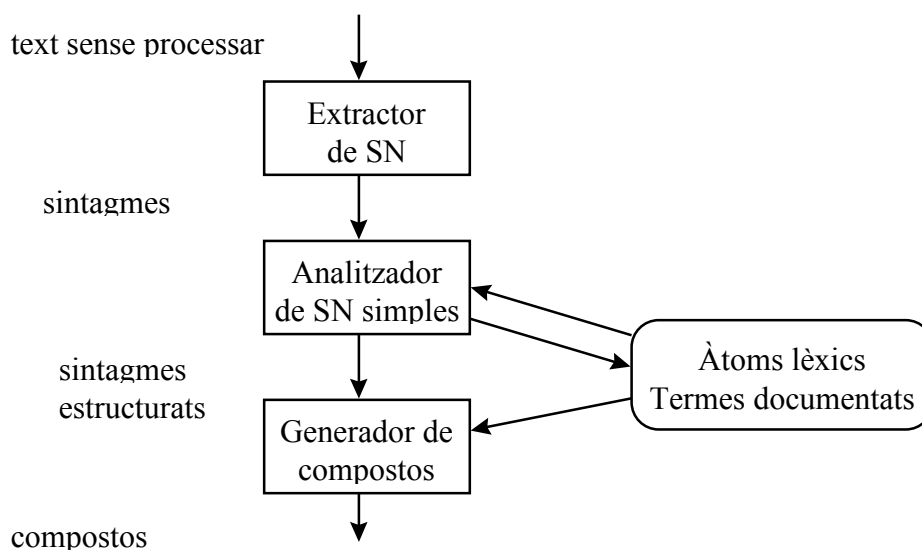 text sense processar
Extractor
de SN
sintagmes
Analitzador
de SN simples
Àtoms lèxics
Termes documentats
sintagmes
estructurats
Generador de
compostos
compostos